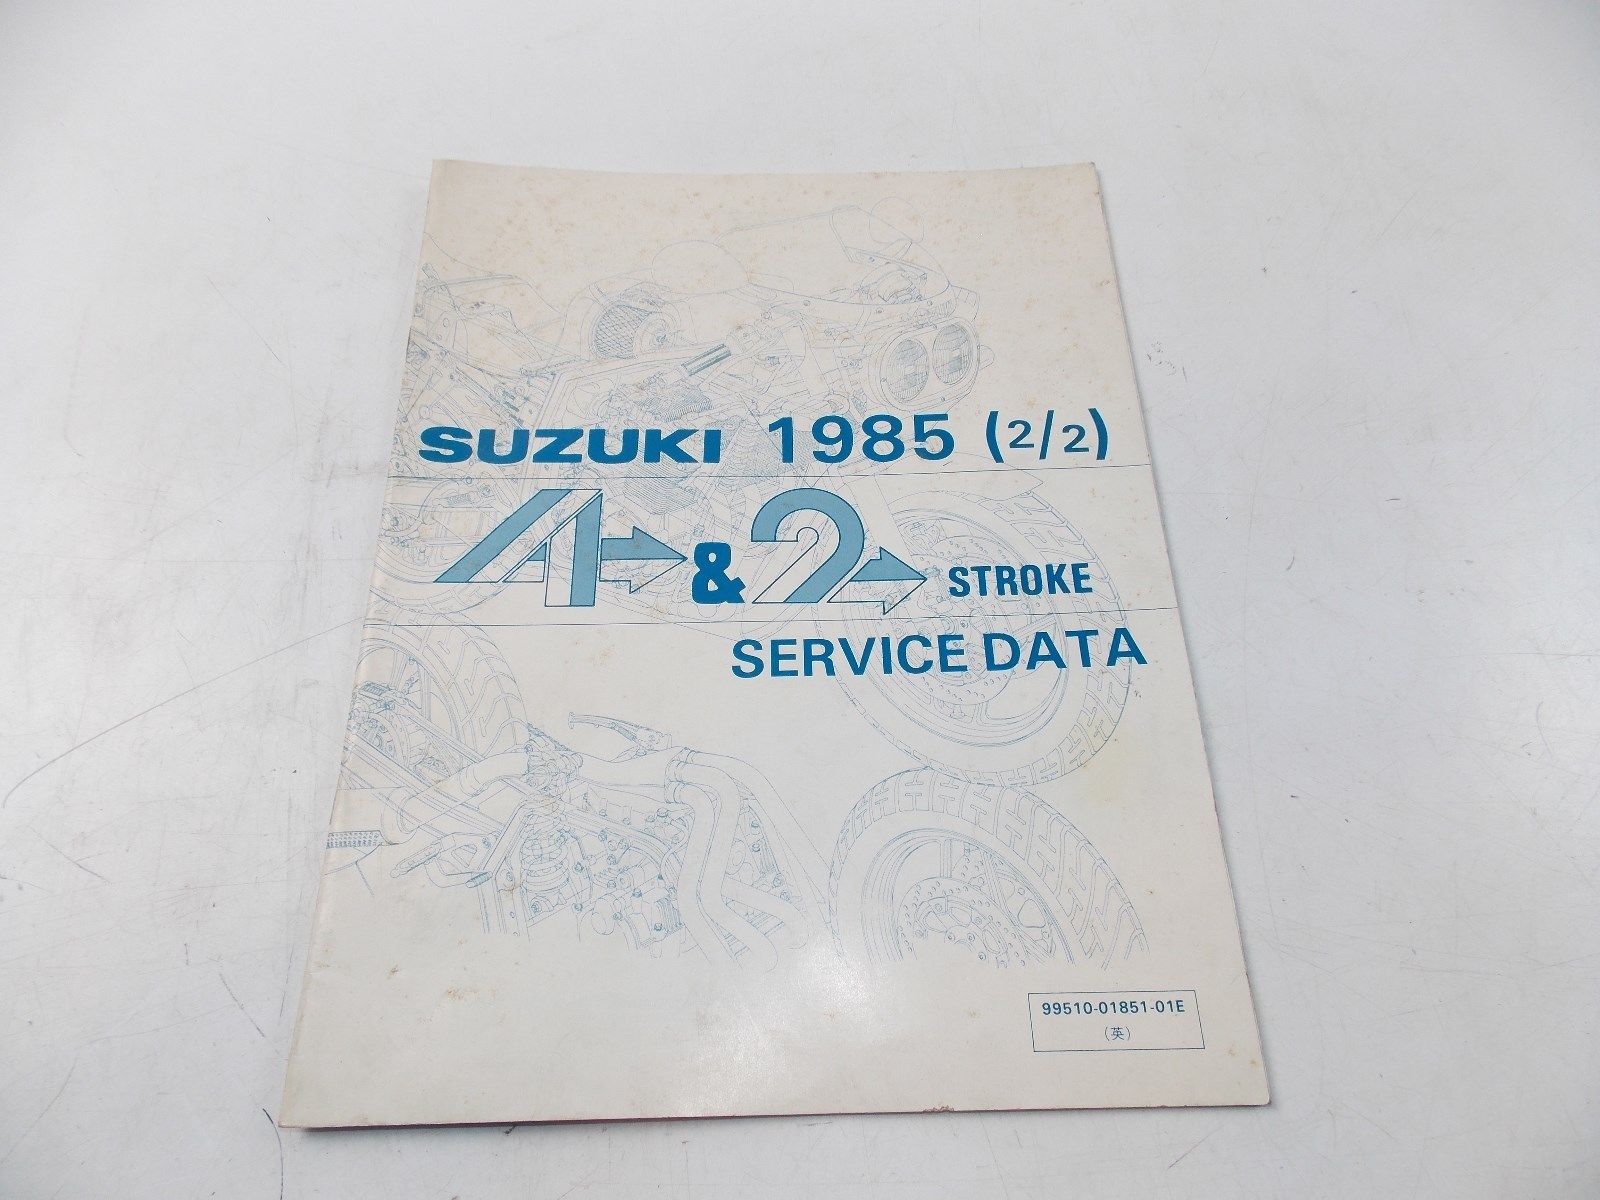 SUZUKI 1985 (2/2)
4 & 2 STROKE
SERVICE DATA
99510-01851-01E
(英)